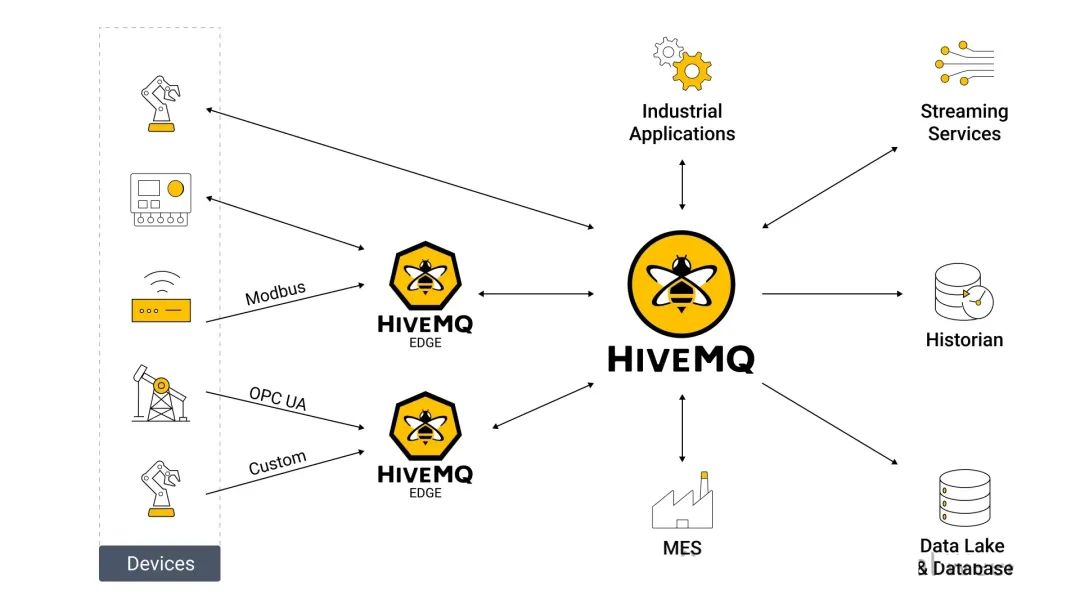 Industrial
Applications
Streaming
Services
Modbus
HIVEMQ
EDGE
HIVEMQ
Historian
OPC UA
Custom
HIVEMQ
EDGE
MES
Data Lake
& Database
Devices